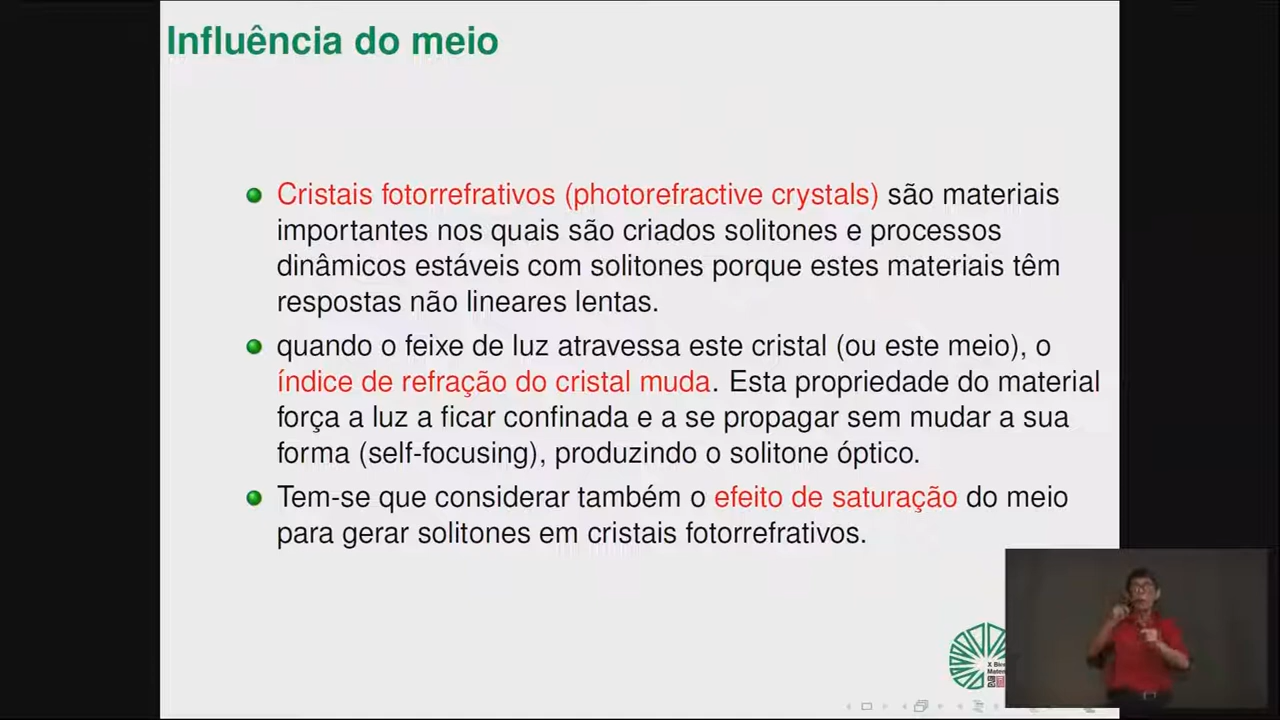 Influência do meio
Cristais fotorrefrativos (photorefractive crystals) são materiais
importantes nos quais são criados solitones e processos
dinâmicos estáveis com solitones porque estes materiais têm
respostas não lineares lentas.
quando o feixe de luz atravessa este cristal (ou este meio), o
índice de refração do cristal muda. Esta propriedade do material
força a luz a ficar confinada e a se propagar sem mudar a sua
forma (self-focusing), produzindo o solitone óptico.
Tem-se que considerar também o efeito de saturação do meio
para gerar solitones em cristais fotorrefrativos.